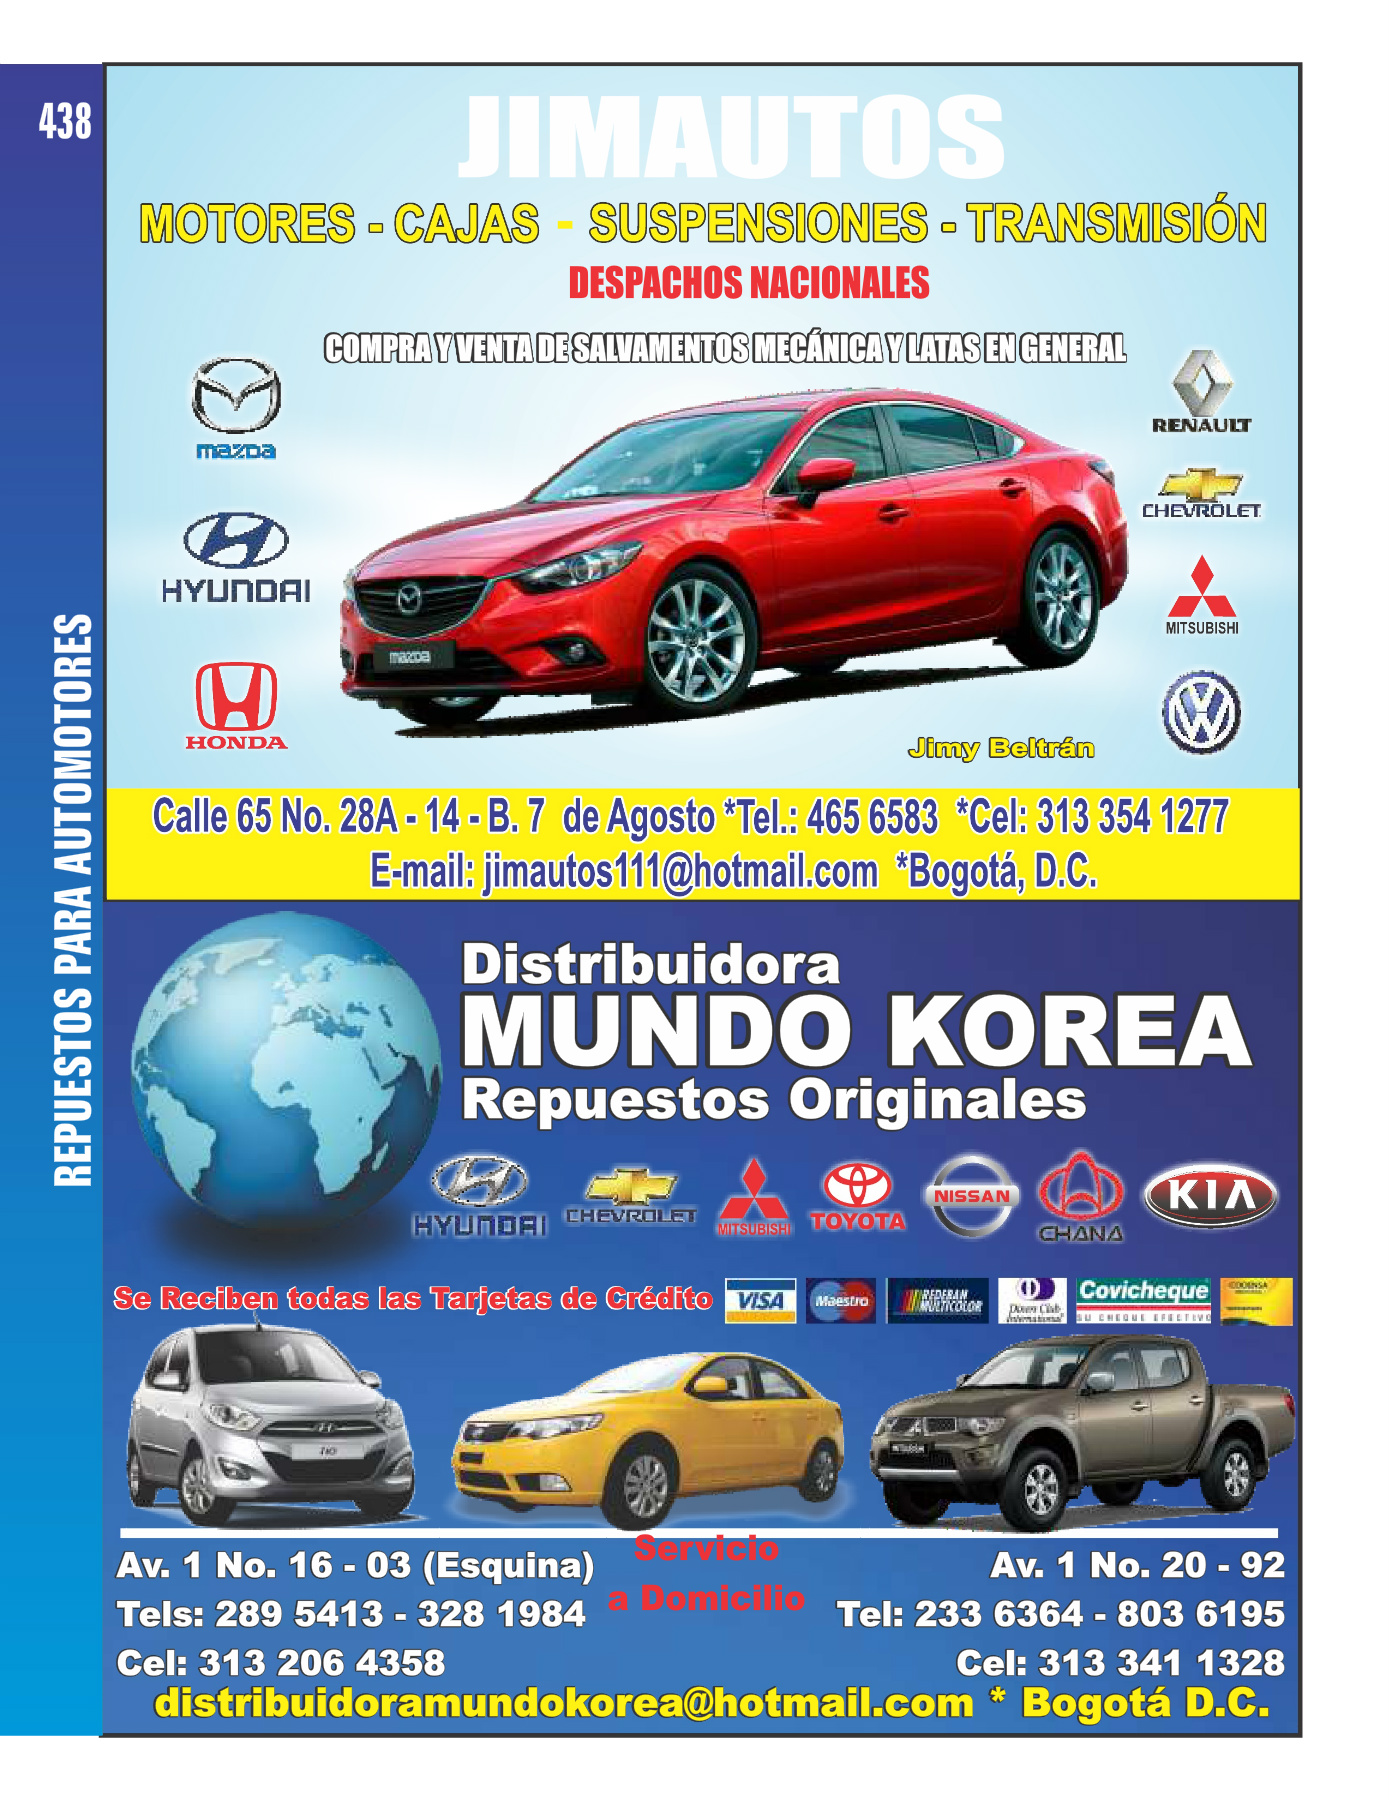 438
REPUESTOS PARA AUTOMOTORES
JIMAUTOS
MOTORES - CAJAS - SUSPENSIONES - TRANSMISIÓN
DESPACHOS NACIONALES
COMPRA Y VENTA DE SALVAMENTOS MECÁNICA Y LATAS EN GENERAL
mazda
RENAULT
CHEVROLET
HYUNDAI
MITSUBISHI
mazda
HONDA
Jimy Beltrán
Calle 65 No. 28A - 14 - B. 7 de Agosto *Tel.: 465 6583 *Cel: 313 354 1277
E-mail: jimautos111@hotmail.com *Bogotá, D.C.
Distribuidora
MUNDO KOREA
Repuestos Originales
HYUNDAI CHEVROLET MITSUBISHI TOYOTA NISSAN CHANA KIA
Se Reciben todas las Tarjetas de Crédito
VISA Maestro REDEBAN MULTICOLOR Diners Club International Covicheque SU CHEQUE EFECTIVO CODENSA
i10
MITSUBISHI
Servicio
a Domicilio
Av. 1 No. 16 - 03 (Esquina)
Tels: 289 5413 - 328 1984
Cel: 313 206 4358
Av. 1 No. 20 - 92
Tel: 233 6364 - 803 6195
Cel: 313 341 1328
distribuidoramundokorea@hotmail.com * Bogotá D.C.